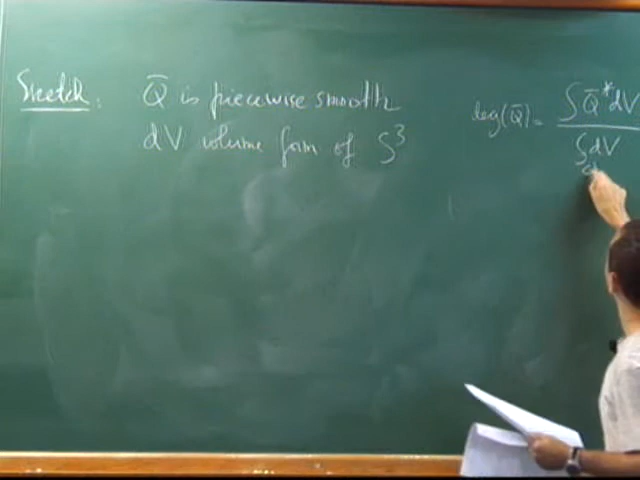 Sketch: Q̄ is piecewise smooth
dV volume form of S³
deg(Q̄) = ∫ Q̄* dV
∫ dV